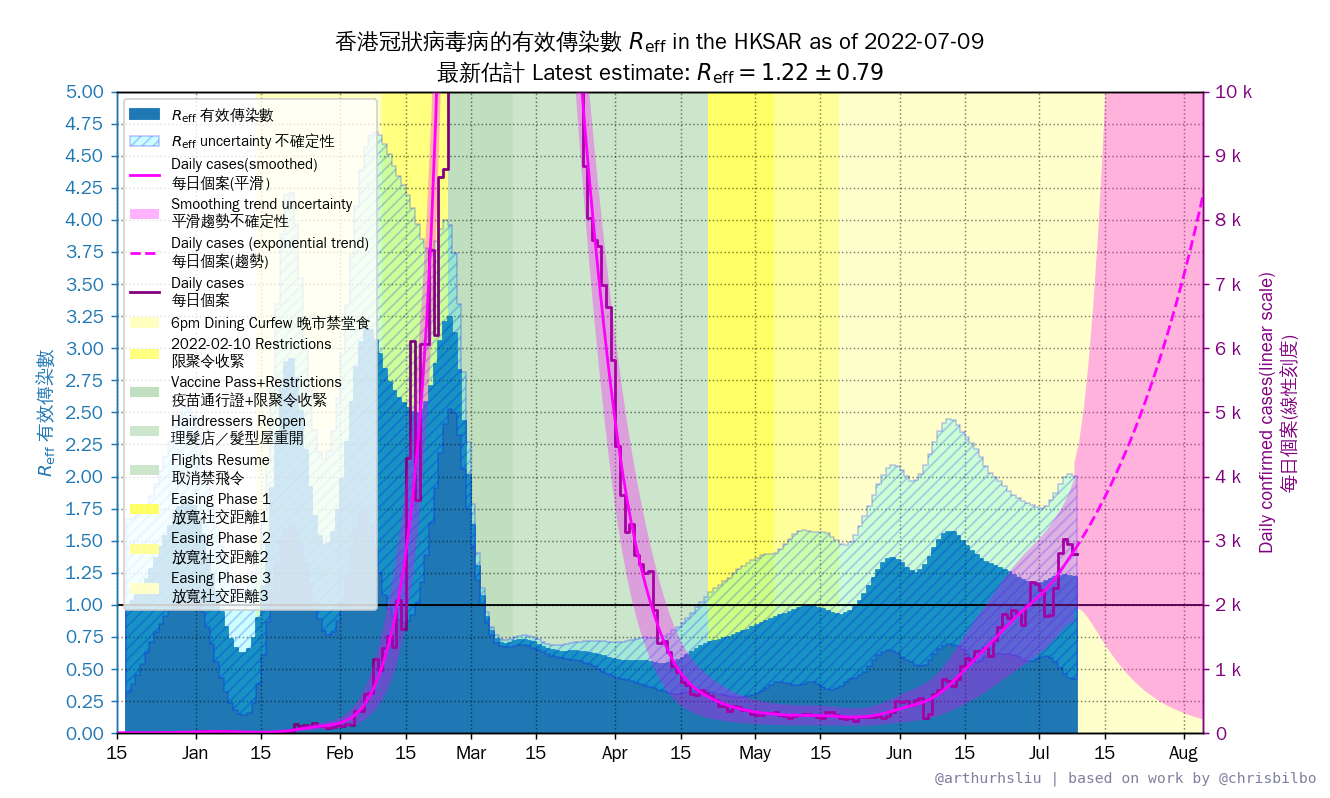 香港冠狀病毒病的有效傳染數 Reff in the HKSAR as of 2022-07-09
最新估計 Latest estimate: Reff = 1.22 ± 0.79
Reff 有效傳染數
Reff uncertainty 不確定性
Daily cases(smoothed)
每日個案(平滑）
Smoothing trend uncertainty
平滑趨勢不確定性
Daily cases (exponential trend)
每日個案(趨勢)
Daily cases
每日個案
6pm Dining Curfew 晚市禁堂食
2022-02-10 Restrictions
限聚令收緊
Vaccine Pass+Restrictions
疫苗通行證+限聚令收緊
Hairdressers Reopen
理髮店／髮型屋重開
Flights Resume
取消禁飛令
Easing Phase 1
放寬社交距離1
Easing Phase 2
放寬社交距離2
Easing Phase 3
放寬社交距離3
Reff 有效傳染數
5.00
4.75
4.50
4.25
4.00
3.75
3.50
3.25
3.00
2.75
2.50
2.25
2.00
1.75
1.50
1.25
1.00
0.75
0.50
0.25
0.00
10 k
9 k
8 k
7 k
6 k
5 k
4 k
3 k
2 k
1 k
0
Daily confirmed cases(linear scale)
每日個案(線性刻度)
15 Jan 15 Feb 15 Mar 15 Apr 15 May 15 Jun 15 Jul 15 Aug
@arthurhsliu | based on work by @chrisbilbo